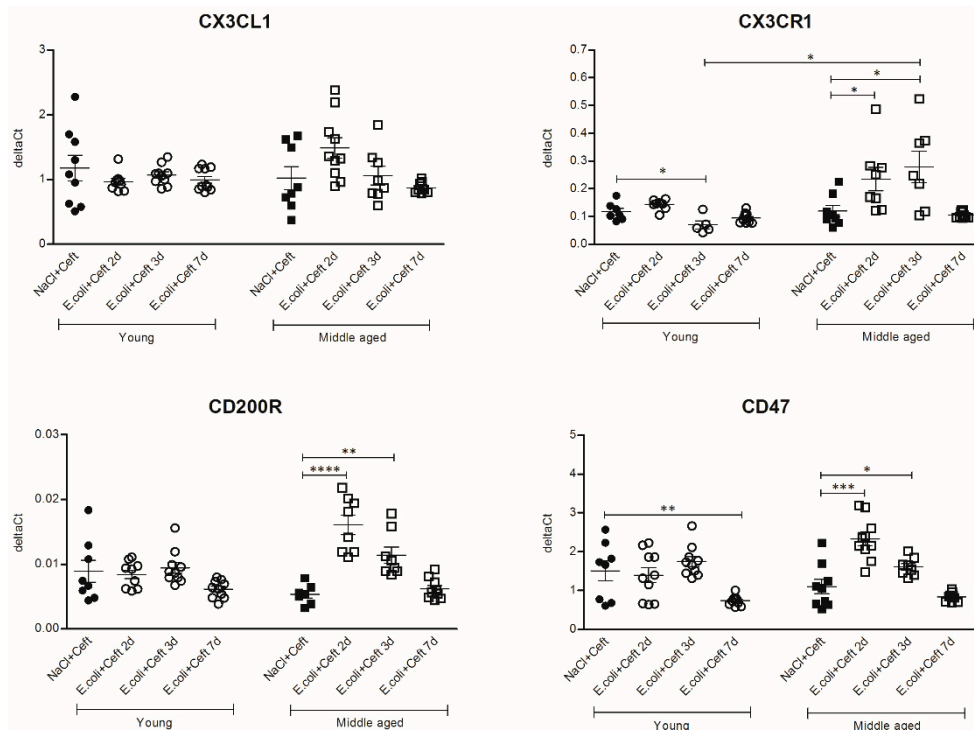 CX3CL1
3
2
1
0
deltaCt
NaCl+Ceft
E.coli+Ceft 2d
E.coli+Ceft 3d
E.coli+Ceft 7d
NaCl+Ceft
E.coli+Ceft 2d
E.coli+Ceft 3d
E.coli+Ceft 7d
Young
Middle aged
CX3CR1
0.7
0.6
0.5
0.4
0.3
0.2
0.1
0.0
deltaCt
*
*
*
*
NaCl+Ceft
E.coli+Ceft 2d
E.coli+Ceft 3d
E.coli+Ceft 7d
NaCl+Ceft
E.coli+Ceft 2d
E.coli+Ceft 3d
E.coli+Ceft 7d
Young
Middle aged
CD200R
0.03
0.02
0.01
0.00
deltaCt
**
****
NaCl+Ceft
E.coli+Ceft 2d
E.coli+Ceft 3d
E.coli+Ceft 7d
NaCl+Ceft
E.coli+Ceft 2d
E.coli+Ceft 3d
E.coli+Ceft 7d
Young
Middle aged
CD47
5
4
3
2
1
0
deltaCt
*
***
**
NaCl+Ceft
E.coli+Ceft 2d
E.coli+Ceft 3d
E.coli+Ceft 7d
NaCl+Ceft
E.coli+Ceft 2d
E.coli+Ceft 3d
E.coli+Ceft 7d
Young
Middle aged